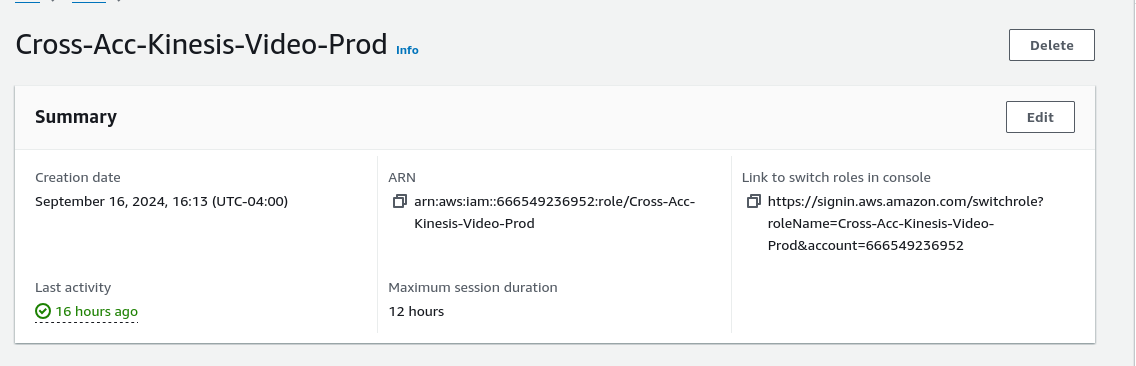 Cross-Acc-Kinesis-Video-Prod Info
Delete
Summary
Edit
Creation date
September 16, 2024, 16:13 (UTC-04:00)
ARN
arn:aws:iam::666549236952:role/Cross-Acc-
Kinesis-Video-Prod
Link to switch roles in console
https://signin.aws.amazon.com/switchrole?
roleName=Cross-Acc-Kinesis-Video-
Prod&account=666549236952
Last activity
16 hours ago
Maximum session duration
12 hours